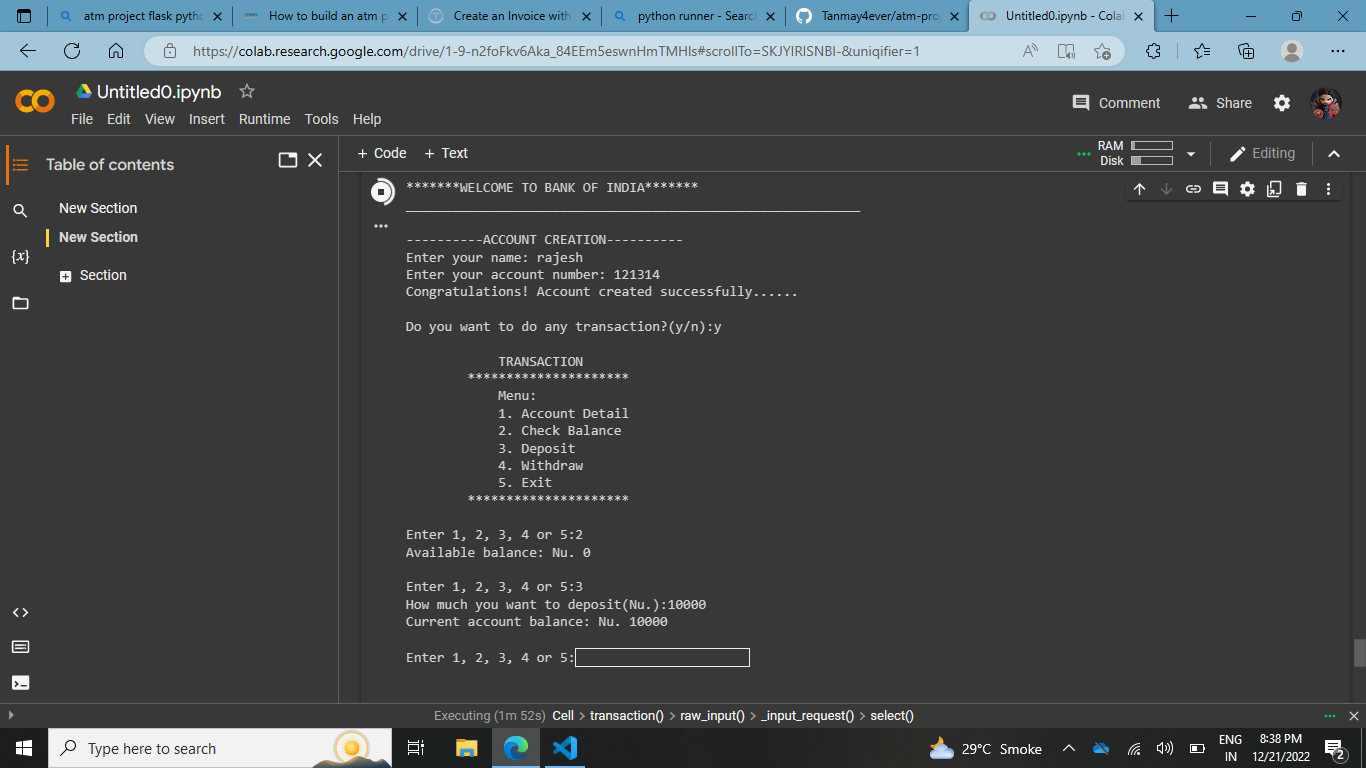 atm project flask pytho
How to build an atm p
Create an Invoice with
python runner - Searc
Tanmay4ever/atm-pro
Untitled0.ipynb - Colab
https://colab.research.google.com/drive/1-9-n2foFkv6Aka_84EEm5eswnHmTMHIs#scrollTo=SKJYIRISNBI-&uniqifier=1
Untitled0.ipynb
File Edit View Insert Runtime Tools Help
Comment
Share
Table of contents
+ Code + Text
RAM
Disk
Editing
New Section
New Section
Section
{x}
*******WELCOME TO BANK OF INDIA*******
___________________________________________________________
----------ACCOUNT CREATION----------
Enter your name: rajesh
Enter your account number: 121314
Congratulations! Account created successfully......
Do you want to do any transaction?(y/n):y
TRANSACTION
*********************
Menu:
1. Account Detail
2. Check Balance
3. Deposit
4. Withdraw
5. Exit
*********************
Enter 1, 2, 3, 4 or 5:2
Available balance: Nu. 0
Enter 1, 2, 3, 4 or 5:3
How much you want to deposit(Nu.):10000
Current account balance: Nu. 10000
Enter 1, 2, 3, 4 or 5:
Executing (1m 52s) Cell > transaction() > raw_input() > _input_request() > select()
Type here to search
29°C Smoke
ENG
IN
8:38 PM
12/21/2022
2